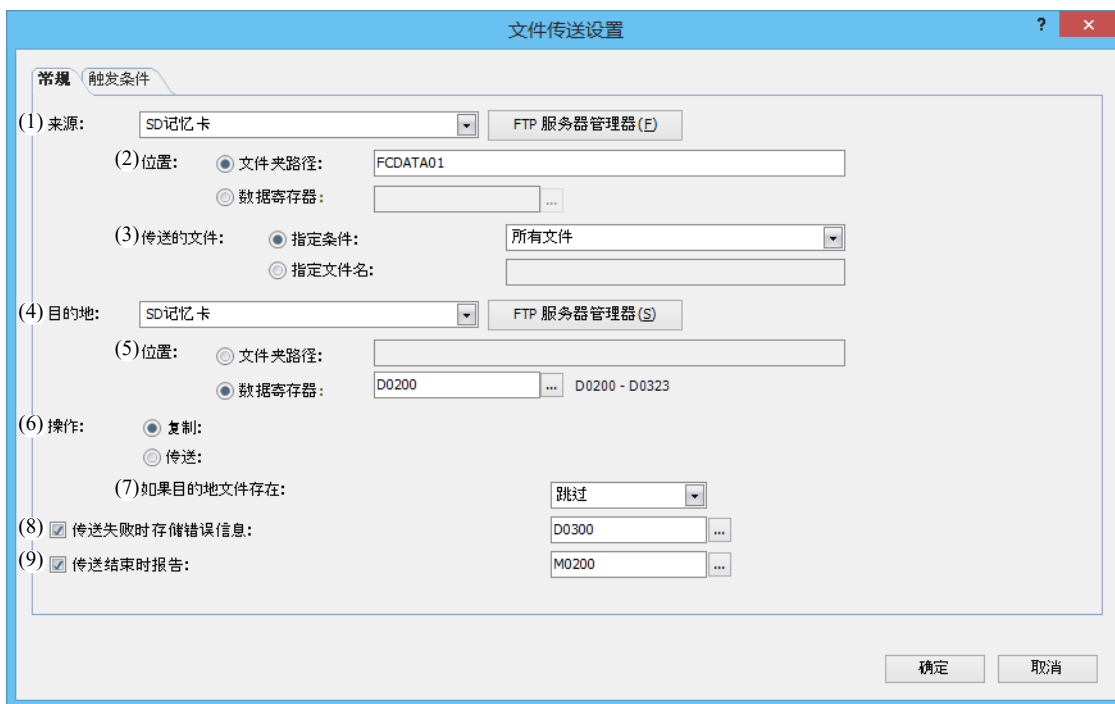 文件传送设置 ? ×
常规 触发条件
(1) 来源: SD记忆卡 FTP 服务器管理器(F)
(2) 位置: 文件夹路径: FCDATA01
数据寄存器: ...
(3) 传送的文件: 指定条件: 所有文件
指定文件名:
(4) 目的地: SD记忆卡 FTP 服务器管理器(S)
(5) 位置: 文件夹路径:
数据寄存器: D0200 ... D0200 - D0323
(6) 操作: 复制:
传送:
(7) 如果目的地文件存在: 跳过
(8) 传送失败时存储错误信息: D0300 ...
(9) 传送结束时报告: M0200 ...
确定 取消